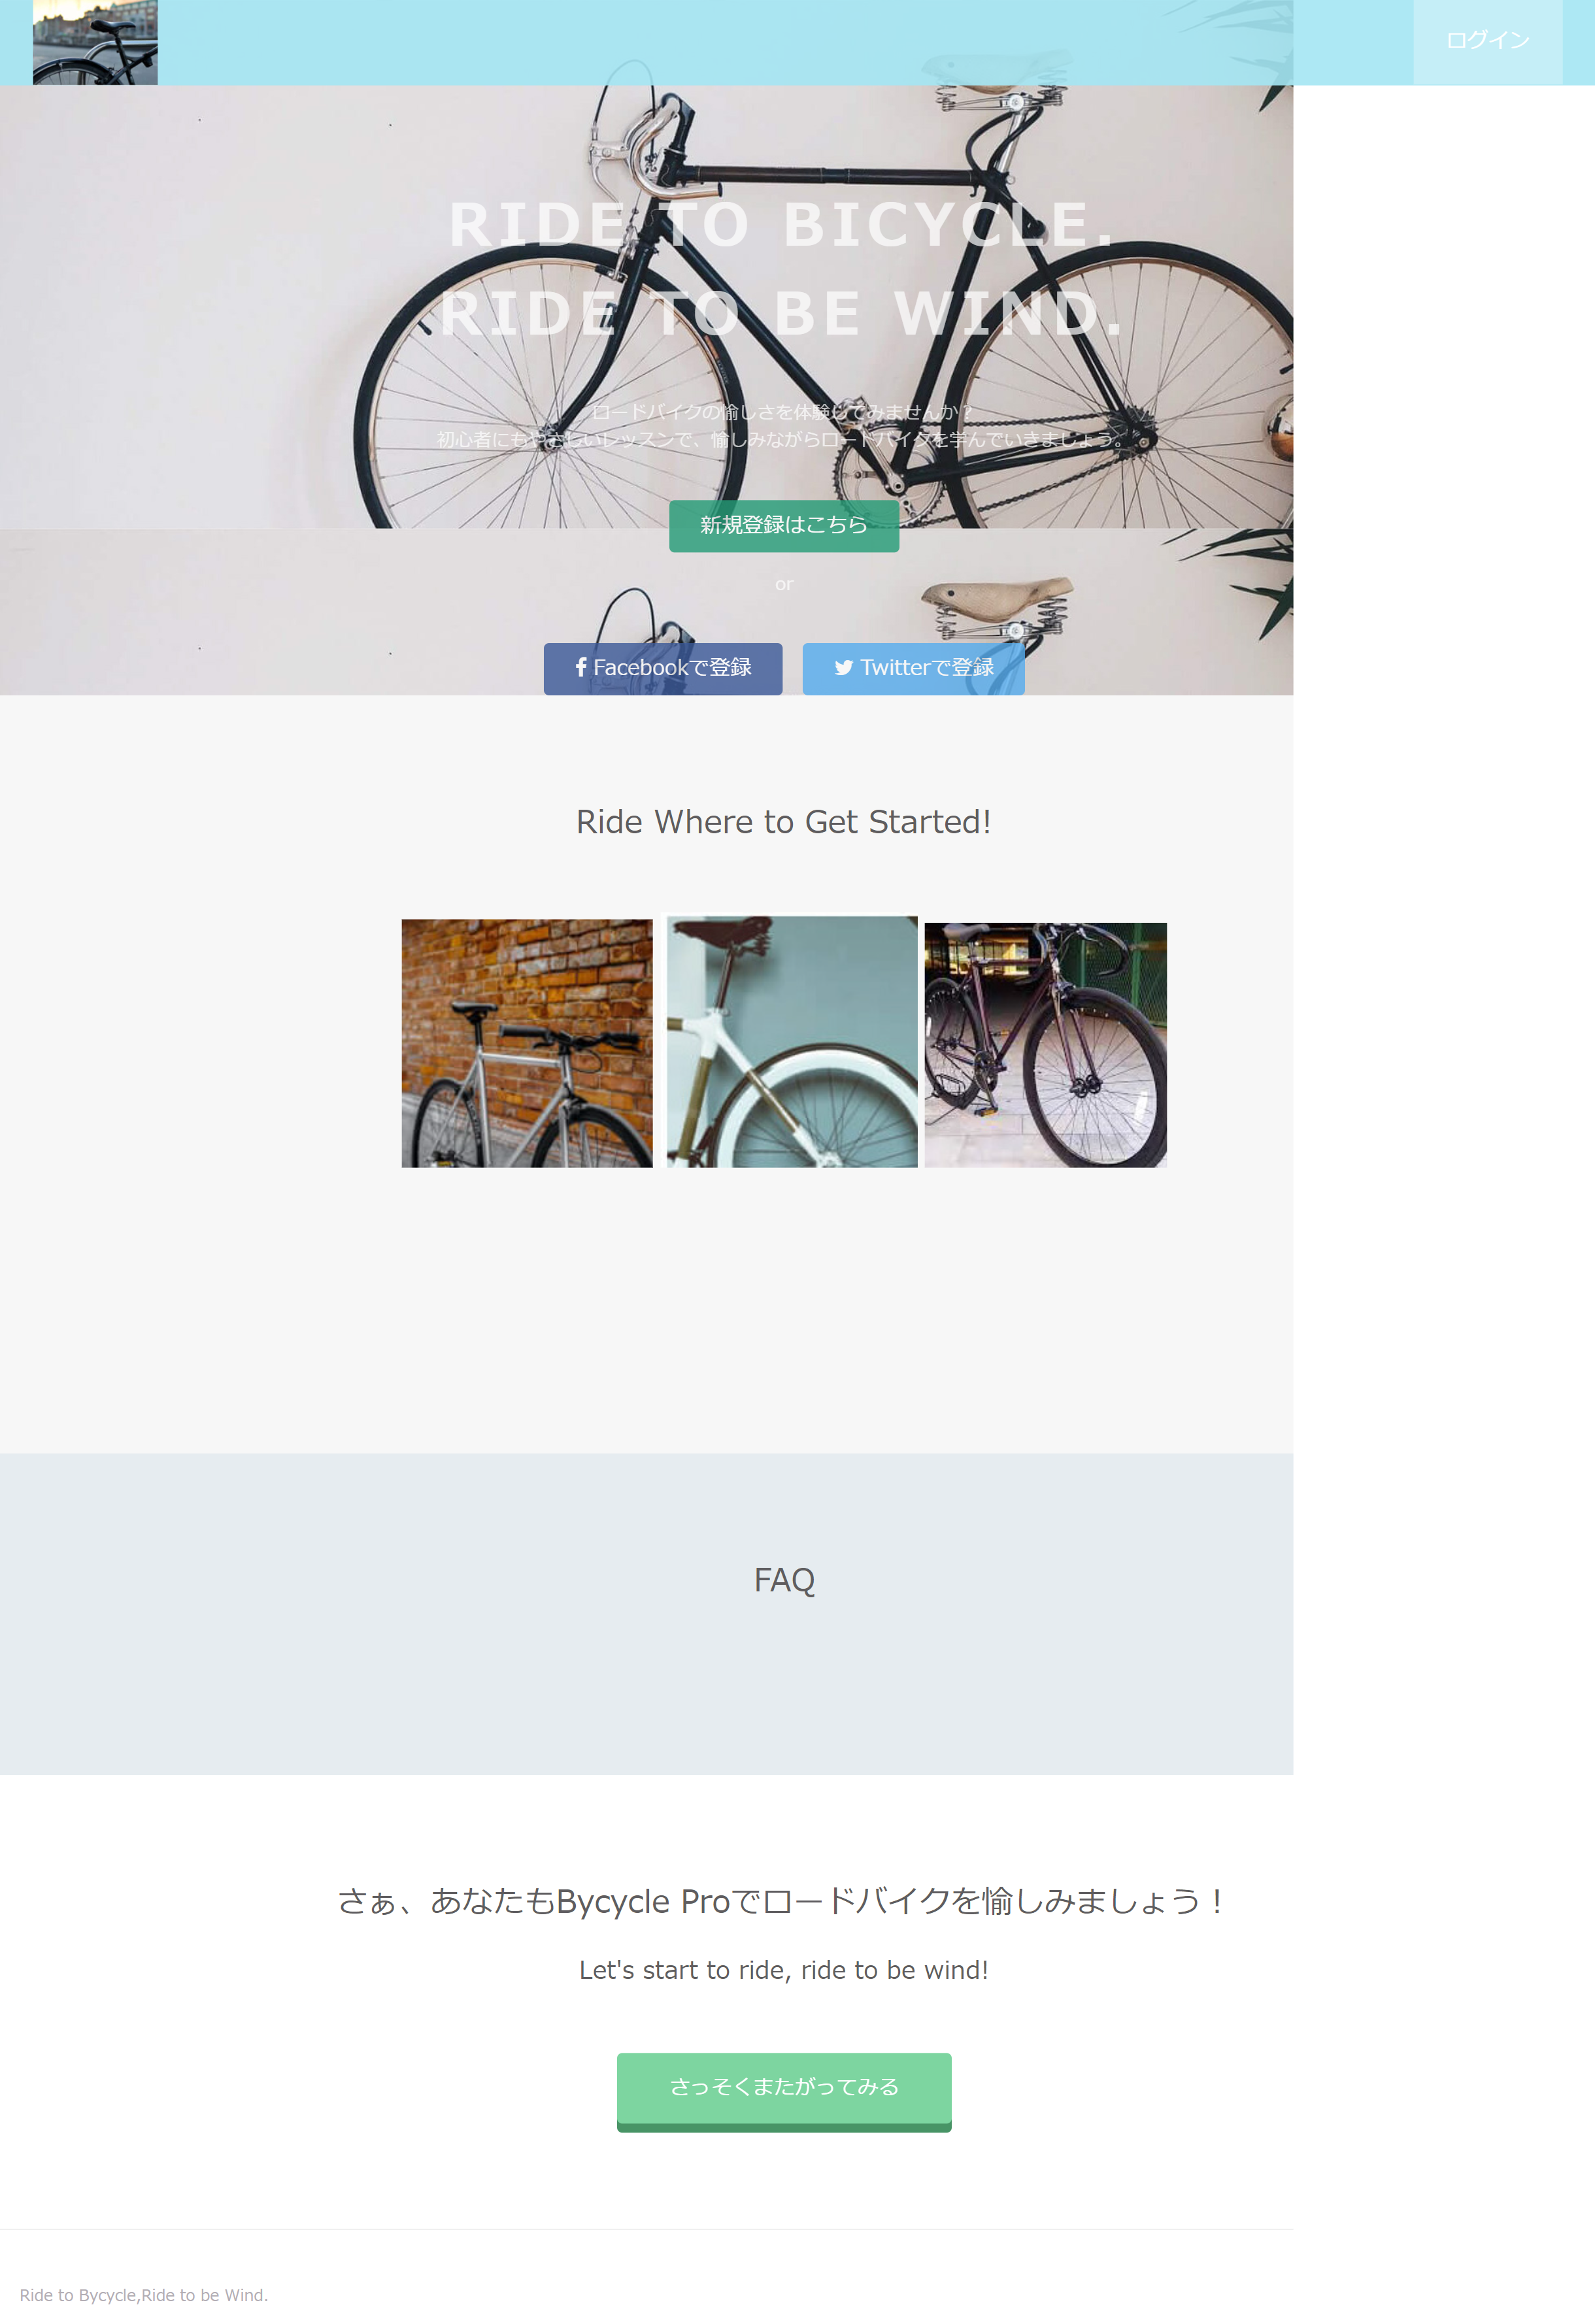 ログイン
RIDE TO BICYCLE.
RIDE TO BE WIND.
ロードバイクの愉しさを体験してみませんか？
初心者にもやさしいレッスンで、愉しみながらロードバイクを学んでいきましょう。
新規登録はこちら
or
Facebookで登録
Twitterで登録
Ride Where to Get Started!
FAQ
さぁ、あなたもBycycle Proでロードバイクを愉しみましょう！
Let's start to ride, ride to be wind!
さっそくまたがってみる
Ride to Bycycle,Ride to be Wind.